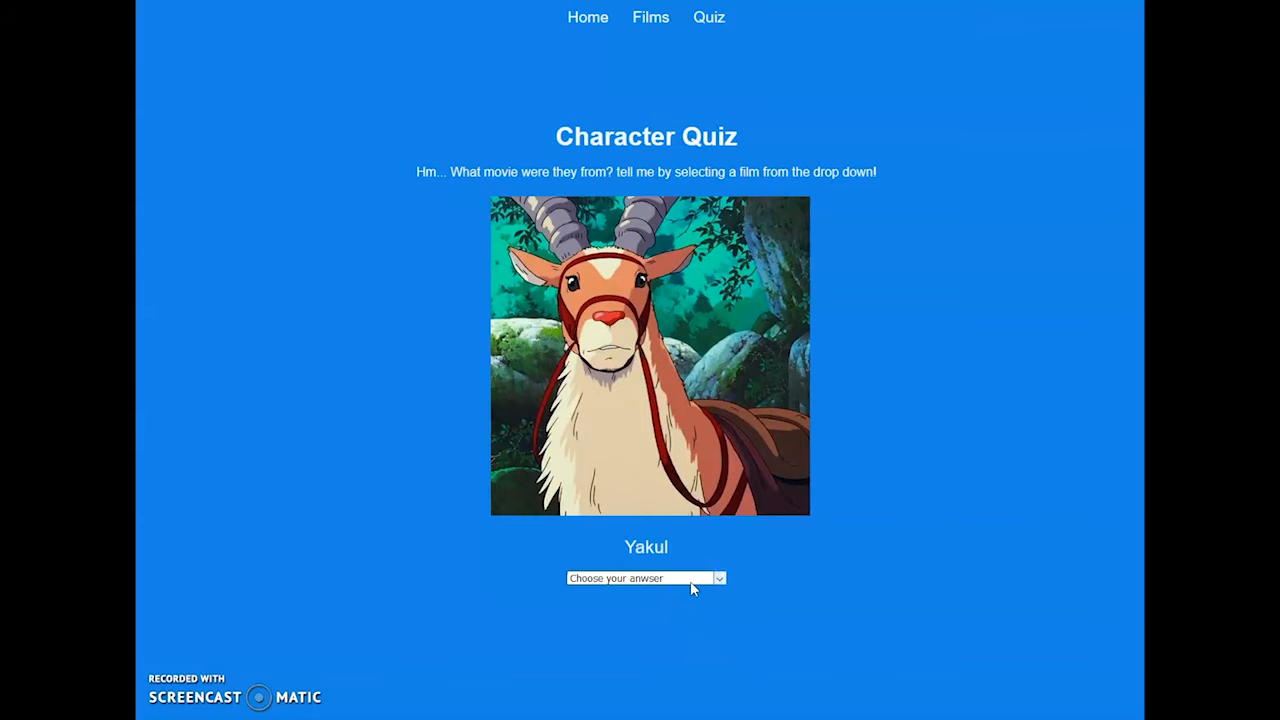 Home Films Quiz
Character Quiz
Hm... What movie were they from? tell me by selecting a film from the drop down!
Yakul
Choose your anwser
RECORDED WITH
SCREENCAST MATIC